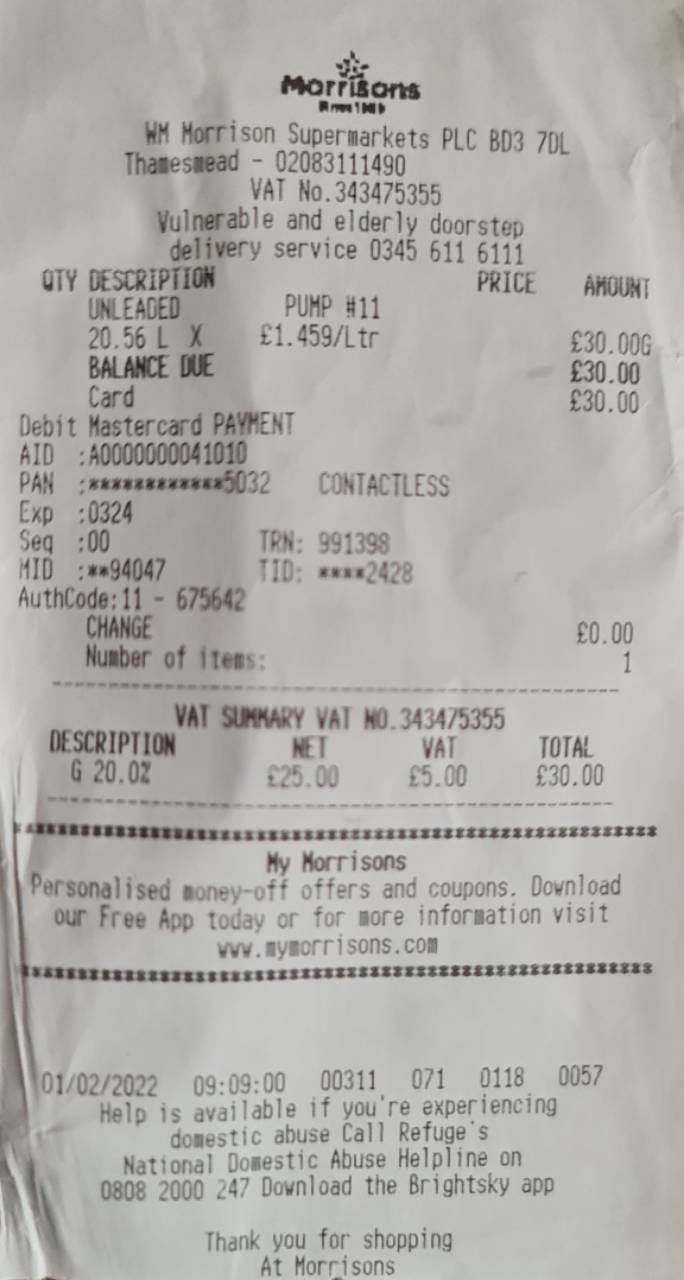 Morrisons
Since 1899
WM Morrison Supermarkets PLC BD3 7DL
Thamesmead - 02083111490
VAT No.343475355
Vulnerable and elderly doorstep
delivery service 0345 611 6111
QTY DESCRIPTION PRICE AMOUNT
UNLEADED PUMP #11
20.56 L X £1.459/Ltr £30.00G
BALANCE DUE £30.00
Card £30.00
Debit Mastercard PAYMENT
AID :A0000000041010
PAN :************5032 CONTACTLESS
Exp :0324
Seq :00 TRN: 991398
MID :**94047 TID: ****2428
AuthCode:11 - 675642
CHANGE £0.00
Number of items: 1
VAT SUMMARY VAT NO.343475355
DESCRIPTION NET VAT TOTAL
G 20.0% £25.00 £5.00 £30.00
My Morrisons
Personalised money-off offers and coupons. Download
our Free App today or for more information visit
www.mymorrisons.com
01/02/2022 09:09:00 00311 071 0118 0057
Help is available if you're experiencing
domestic abuse Call Refuge's
National Domestic Abuse Helpline on
0808 2000 247 Download the Brightsky app
Thank you for shopping
At Morrisons